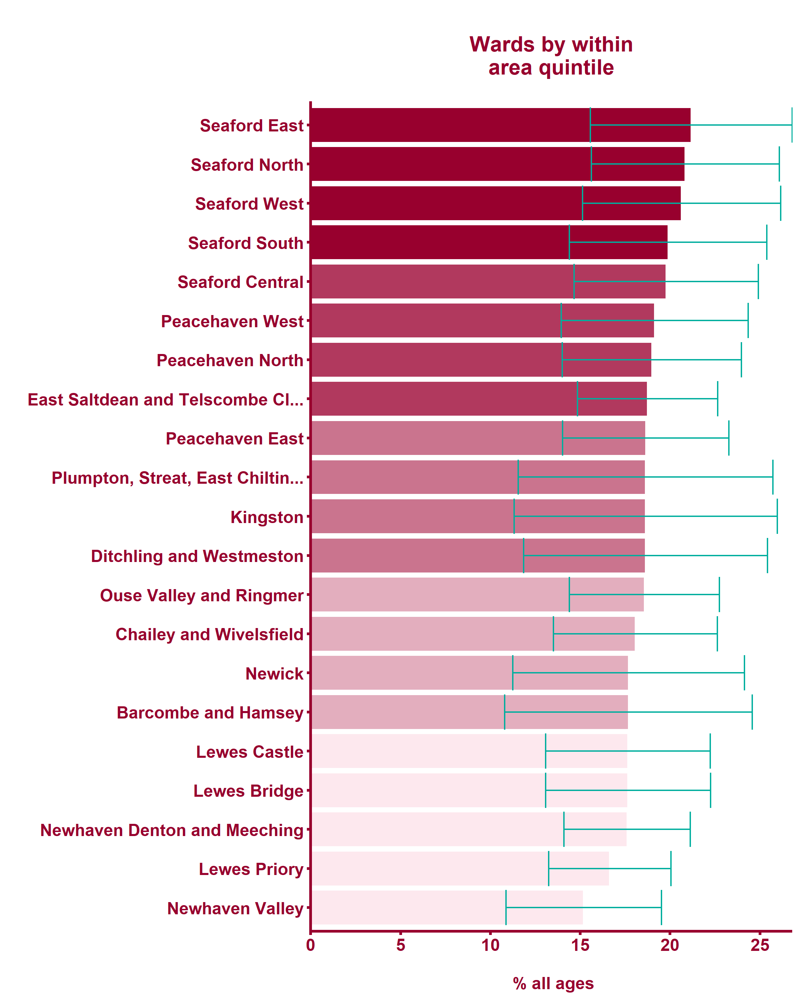 Wards by within
area quintile
Seaford East
Seaford North
Seaford West
Seaford South
Seaford Central
Peacehaven West
Peacehaven North
East Saltdean and Telscombe Cl...
Peacehaven East
Plumpton, Streat, East Chiltin...
Kingston
Ditchling and Westmeston
Ouse Valley and Ringmer
Chailey and Wivelsfield
Newick
Barcombe and Hamsey
Lewes Castle
Lewes Bridge
Newhaven Denton and Meeching
Lewes Priory
Newhaven Valley
0 5 10 15 20 25
% all ages